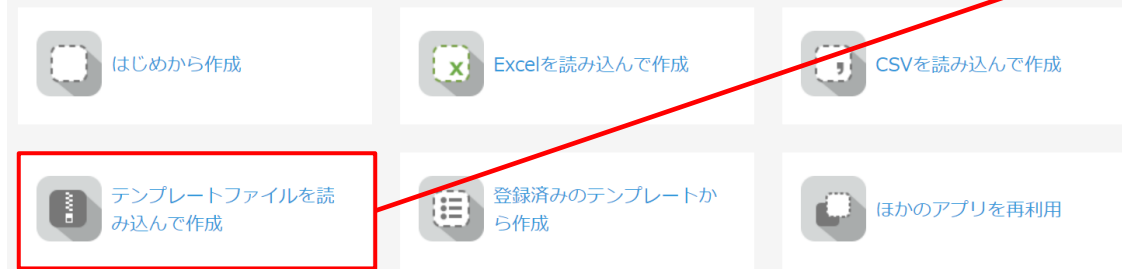 はじめから作成
Excelを読み込んで作成
CSVを読み込んで作成
テンプレートファイルを読
み込んで作成
登録済みのテンプレートか
ら作成
ほかのアプリを再利用